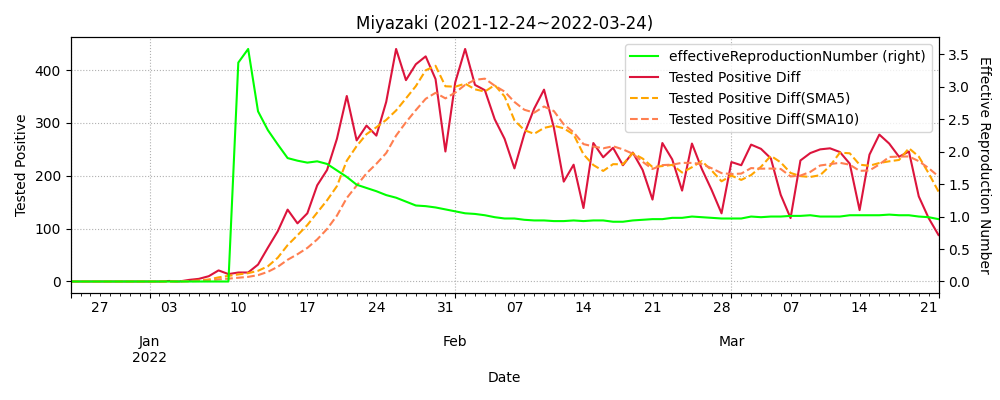 Miyazaki (2021-12-24~2022-03-24)
effectiveReproductionNumber (right)
Tested Positive Diff
Tested Positive Diff(SMA5)
Tested Positive Diff(SMA10)
Tested Positive
400
300
200
100
0
Effective Reproduction Number
3.5
3.0
2.5
2.0
1.5
1.0
0.5
0.0
27 03 10 17 24 31 07 14 21 28 07 14 21
Jan Feb Mar
2022
Date